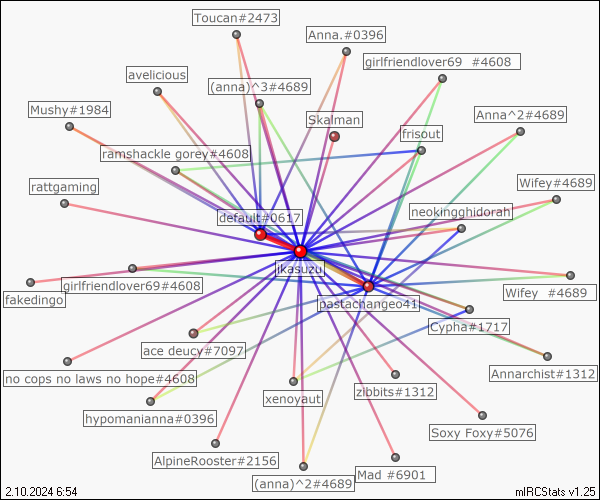 Toucan#2473
Anna.#0396
girlfriendlover69 #4608
avelicious
(anna)^3#4689
Mushy#1984
Skalman
Anna^2#4689
frisout
ramshackle gorey#4608
rattgaming
Wifey#4689
default#0617
neokingghidorah
ikasuzu
girlfriendlover69#4608
Wifey #4689
fakedingo
pastachangeo41
Cypha#1717
ace deucy#7097
Annarchist#1312
no cops no laws no hope#4608
zibbits#1312
xenoyaut
hypomanianna#0396
Soxy Foxy#5076
AlpineRooster#2156
Mad #6901
(anna)^2#4689
2.10.2024 6:54
mIRCStats v1.25